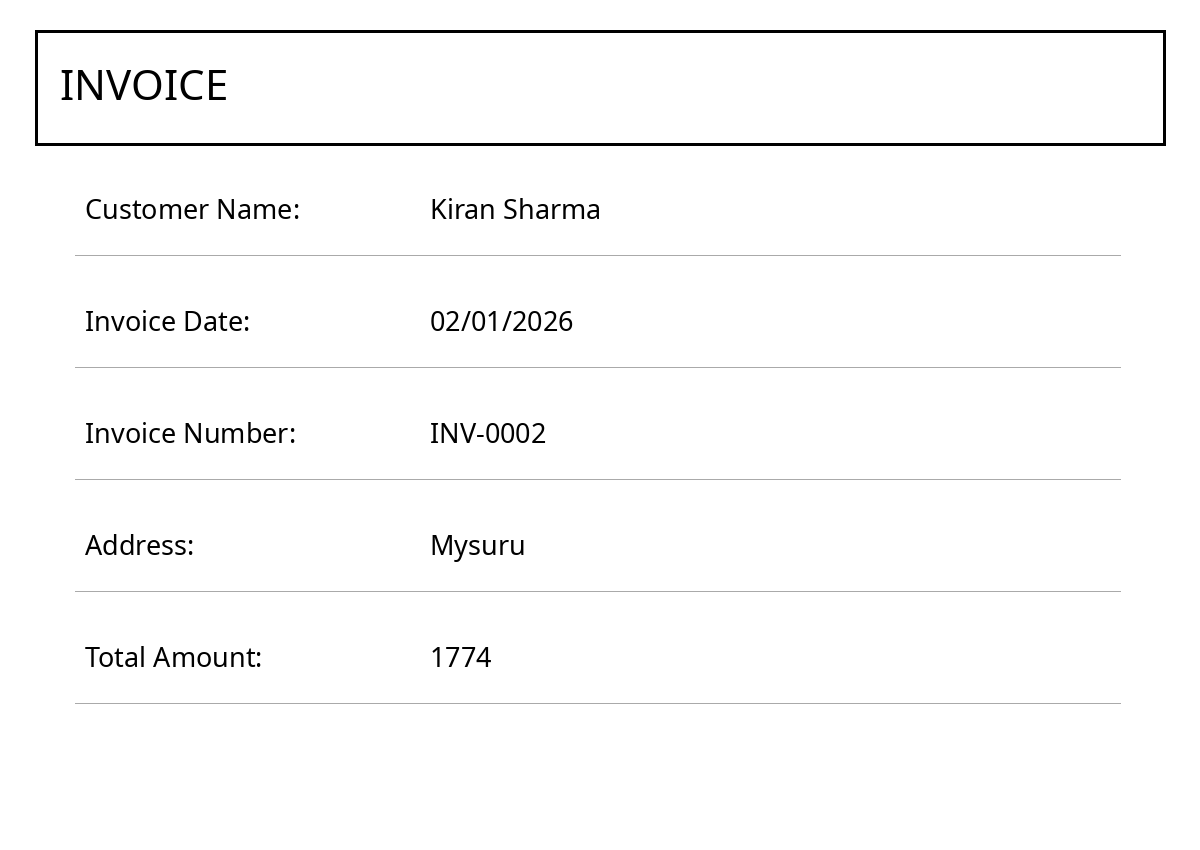 INVOICE
Customer Name: Kiran Sharma
Invoice Date: 02/01/2026
Invoice Number: INV-0002
Address: Mysuru
Total Amount: 1774